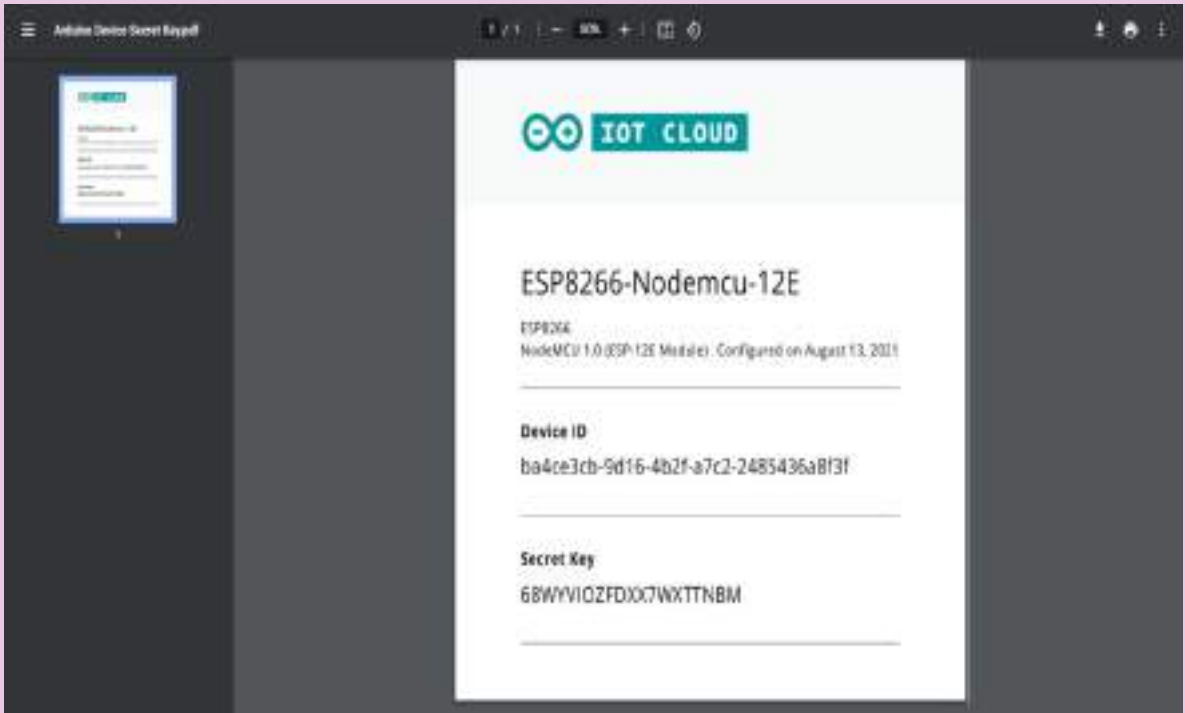 Arduino Device Secret Key.pdf
1 / 1
IOT CLOUD
ESP8266-Nodemcu-12E
ESP8266
NodeMCU 1.0 (ESP-12E Module). Configured on August 13, 2021
Device ID
ba4ce3cb-9d16-4b2f-a7c2-2485436a8f3f
Secret Key
68WYVIOZFDXX7WXTTNBM